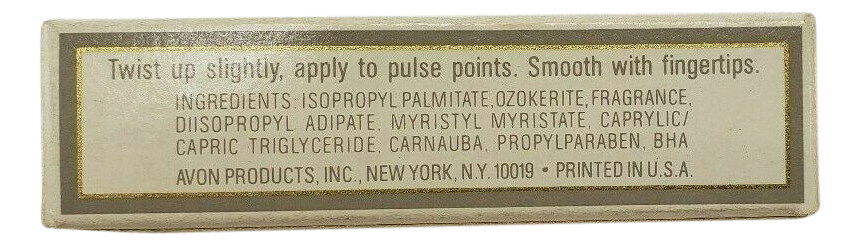 Twist up slightly, apply to pulse points. Smooth with fingertips.
INGREDIENTS: ISOPROPYL PALMITATE, OZOKERITE, FRAGRANCE,
DIISOPROPYL ADIPATE, MYRISTYL MYRISTATE, CAPRYLIC/
CAPRIC TRIGLYCERIDE, CARNAUBA, PROPYLPARABEN, BHA
AVON PRODUCTS, INC., NEW YORK, N.Y. 10019 • PRINTED IN U.S.A.